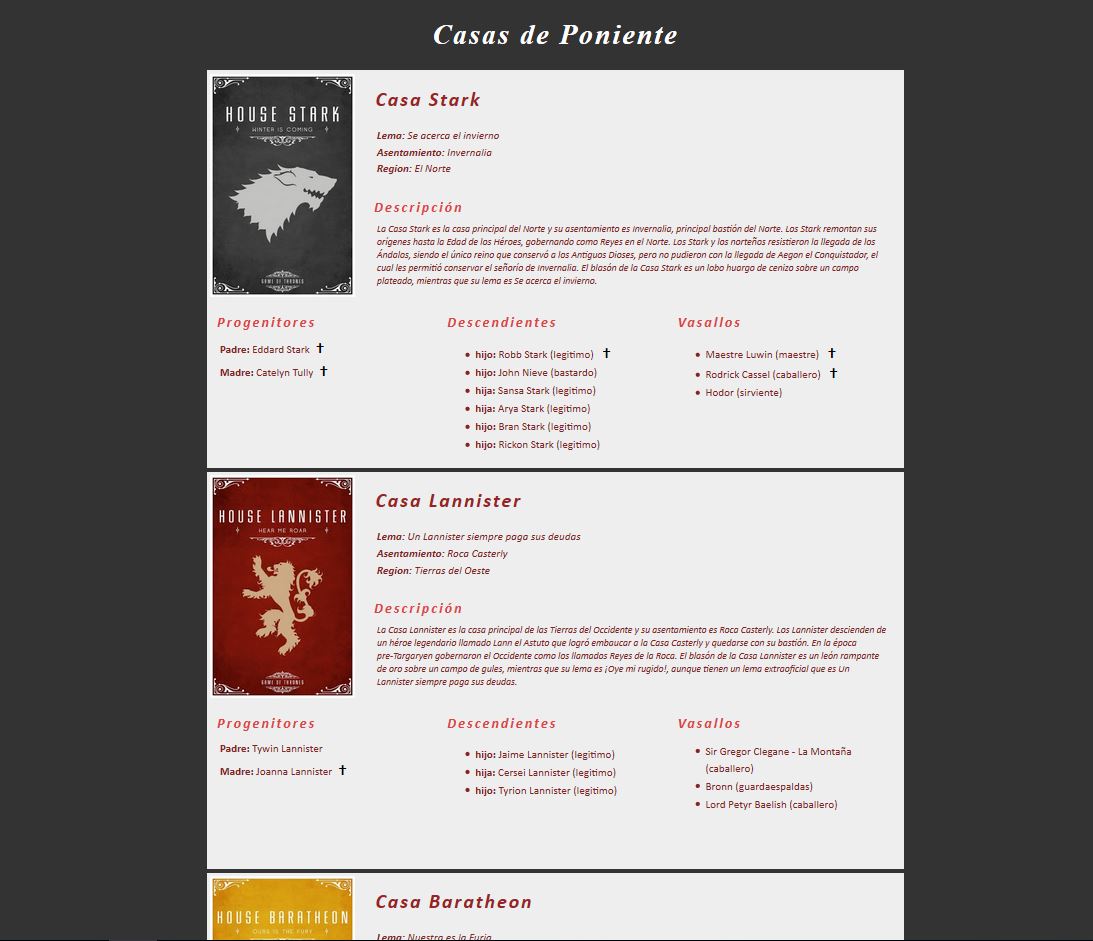 Casas de Poniente
HOUSE STARK
WINTER IS COMING
GAME OF THRONES
Casa Stark
Lema: Se acerca el invierno
Asentamiento: Invernalia
Region: El Norte
Descripción
La Casa Stark es la casa principal del Norte y su asentamiento es Invernalia, principal bastión del Norte. Los Stark remontan sus
orígenes hasta la Edad de los Héroes, gobernando como Reyes en el Norte. Los Stark y los norteños resistieron la llegada de los
Ándalos, siendo el único reino que conservó a los Antiguos Dioses, pero no pudieron con la llegada de Aegon el Conquistador, el
cual les permitió conservar el señorío de Invernalia. El blasón de la Casa Stark es un lobo huargo de cenizo sobre un campo
plateado, mientras que su lema es Se acerca el invierno.
Progenitores
Padre: Eddard Stark ✝
Madre: Catelyn Tully ✝
Descendientes
• hijo: Robb Stark (legitimo) ✝
• hijo: John Nieve (bastardo)
• hija: Sansa Stark (legitimo)
• hija: Arya Stark (legitimo)
• hijo: Bran Stark (legitimo)
• hijo: Rickon Stark (legitimo)
Vasallos
• Maestre Luwin (maestre) ✝
• Rodrick Cassel (caballero) ✝
• Hodor (sirviente)
HOUSE LANNISTER
HEAR ME ROAR
GAME OF THRONES
Casa Lannister
Lema: Un Lannister siempre paga sus deudas
Asentamiento: Roca Casterly
Region: Tierras del Oeste
Descripción
La Casa Lannister es la casa principal de las Tierras del Occidente y su asentamiento es Roca Casterly. Los Lannister descienden de
un héroe legendario llamado Lann el Astuto que logró embaucar a la Casa Casterly y quedarse con su bastión. En la época
pre-Targaryen gobernaron el Occidente como los llamados Reyes de la Roca. El blasón de la Casa Lannister es un león rampante
de oro sobre un campo de gules, mientras que su lema es ¡Oye mi rugido!, aunque tienen un lema extraoficial que es Un
Lannister siempre paga sus deudas.
Progenitores
Padre: Tywin Lannister
Madre: Joanna Lannister ✝
Descendientes
• hijo: Jaime Lannister (legitimo)
• hija: Cersei Lannister (legitimo)
• hijo: Tyrion Lannister (legitimo)
Vasallos
• Sir Gregor Clegane - La Montaña
(caballero)
• Bronn (guardaespaldas)
• Lord Petyr Baelish (caballero)
HOUSE BARATHEON
OURS IS THE FURY
Casa Baratheon
Lema: Nuestra es la Furia